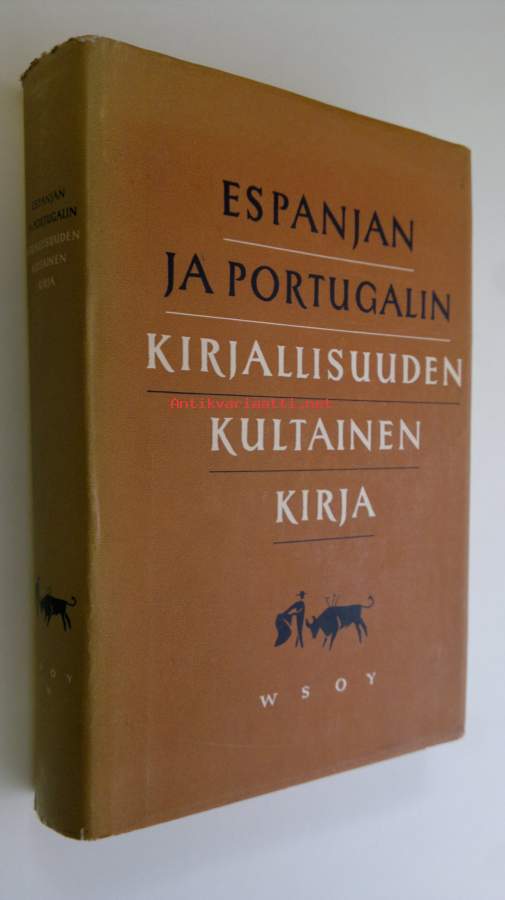 ESPANJAN
JA PORTUGALIN
KIRJALLISUUDEN
KULTAINEN
KIRJA
WSOY
Antikvariaatti.net
ESPANJAN
JA PORTUGALIN
KIRJALLISUUDEN
KULTAINEN
KIRJA
WSOY